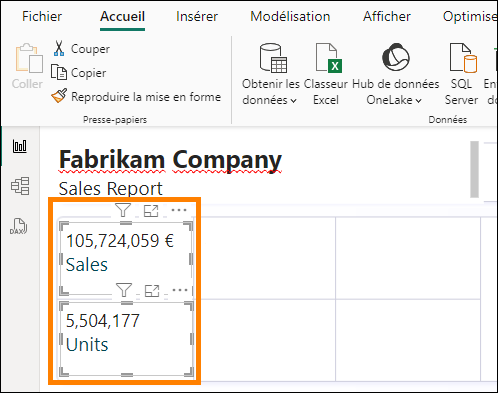 Fichier Accueil Insérer Modélisation Afficher Optimise
Coller
Couper
Copier
Reproduire la mise en forme
Presse-papiers
Obtenir les données
Classeur Excel
Hub de données OneLake
SQL Server
En
do
Données
DAX
Fabrikam Company
Sales Report
105,724,059 €
Sales
5,504,177
Units